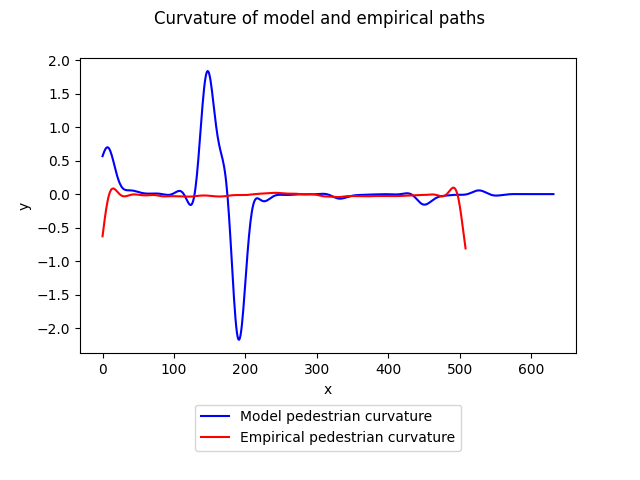 Curvature of model and empirical paths
2.0
1.5
1.0
0.5
0.0
−0.5
−1.0
−1.5
−2.0
y
0 100 200 300 400 500 600
x
Model pedestrian curvature
Empirical pedestrian curvature